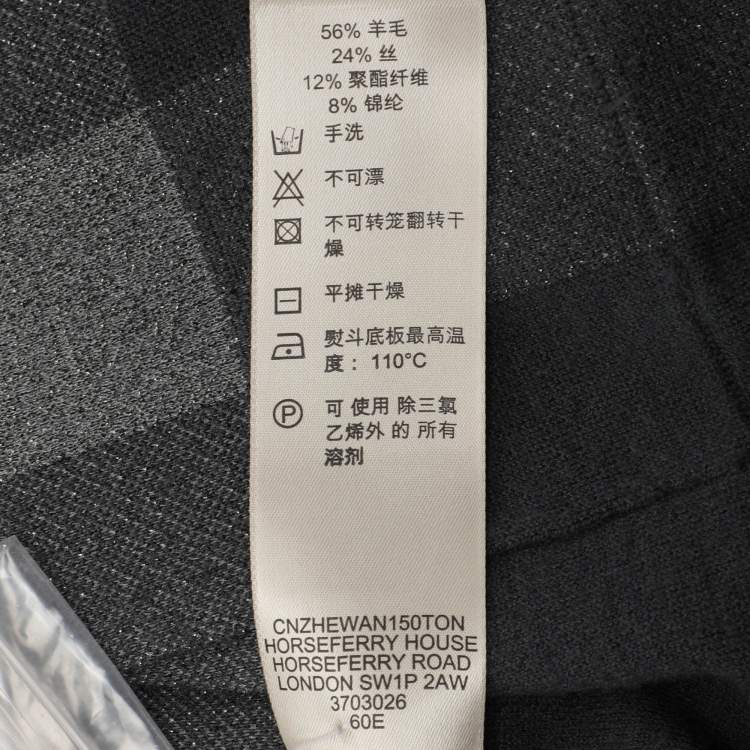 56% 羊毛
24% 丝
12% 聚酯纤维
8% 锦纶
手洗
不可漂
不可转笼翻转干
燥
平摊干燥
熨斗底板最高温
度： 110°C
P
可 使用 除三氯
乙烯外 的 所有
溶剂
CNZHEWAN150TON
HORSEFERRY HOUSE
HORSEFERRY ROAD
LONDON SW1P 2AW
3703026
60E